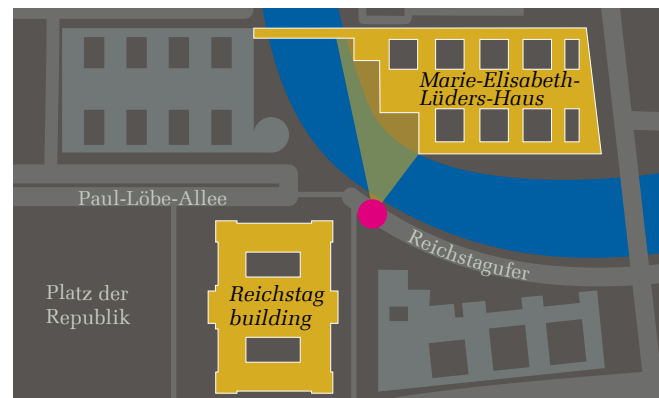 Marie-Elisabeth-
Lüders-Haus
Paul-Löbe-Allee
Reichstagufer
Platz der
Republik
Reichstag
building